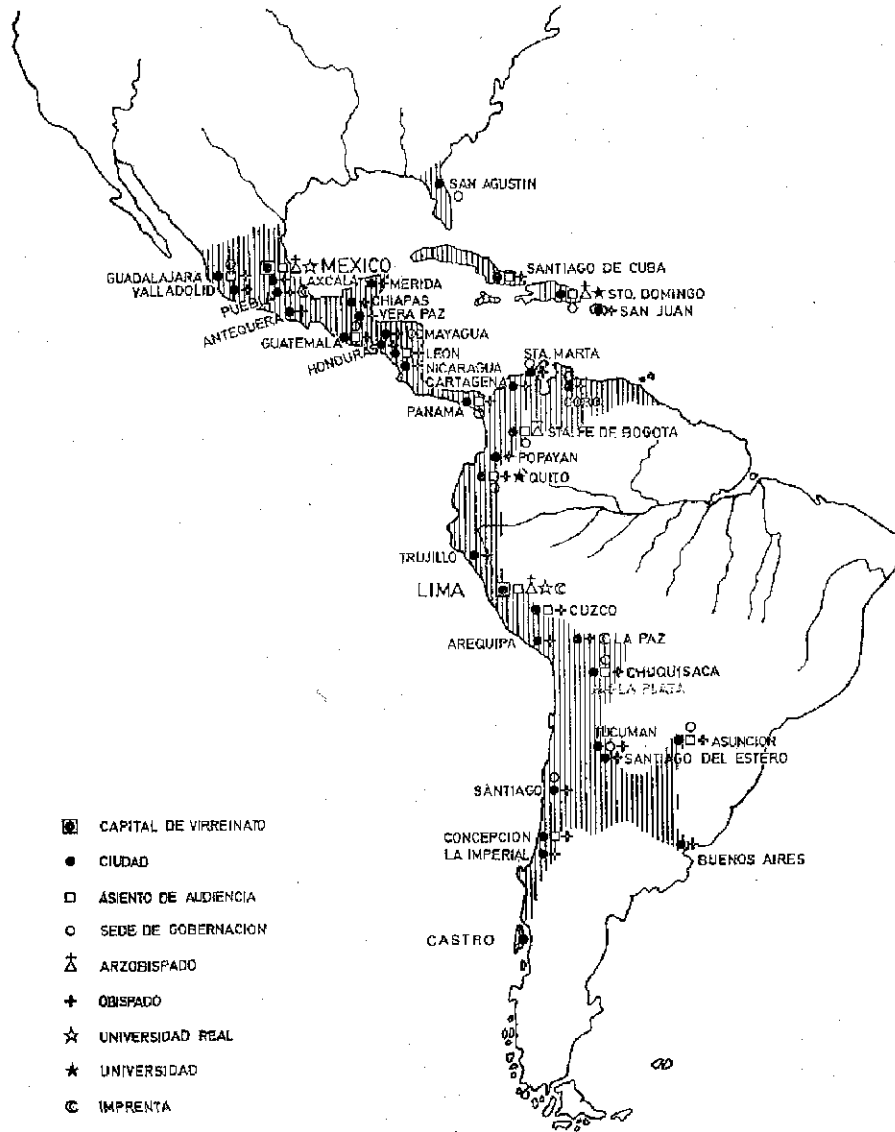 SAN AGUSTIN
GUADALAJARA
MEXICO
SANTIAGO DE CUBA
VALLADOLID
TLAXCALA
MERIDA
STO. DOMINGO
PUEBLA
CHIAPAS
SAN JUAN
ANTEQUERA
VERA PAZ
GUATEMALA
MAYAGUA
HONDURAS
LEON
STA. MARTA
NICARAGUA
CARTAGENA
CORO
PANAMA
STA. FE DE BOGOTA
POPAYAN
QUITO
TRUJILLO
LIMA
CUZCO
AREQUIPA
LA PAZ
CHUQUISACA
LA PLATA
TUCUMAN
ASUNCION
SANTIAGO DEL ESTERO
SANTIAGO
CONCEPCION
LA IMPERIAL
BUENOS AIRES
CASTRO
CAPITAL DE VIRREINATO
CIUDAD
ASIENTO DE AUDIENCIA
SEDE DE GOBERNACION
ARZOBISPADO
OBISPADO
UNIVERSIDAD REAL
UNIVERSIDAD
IMPRENTA